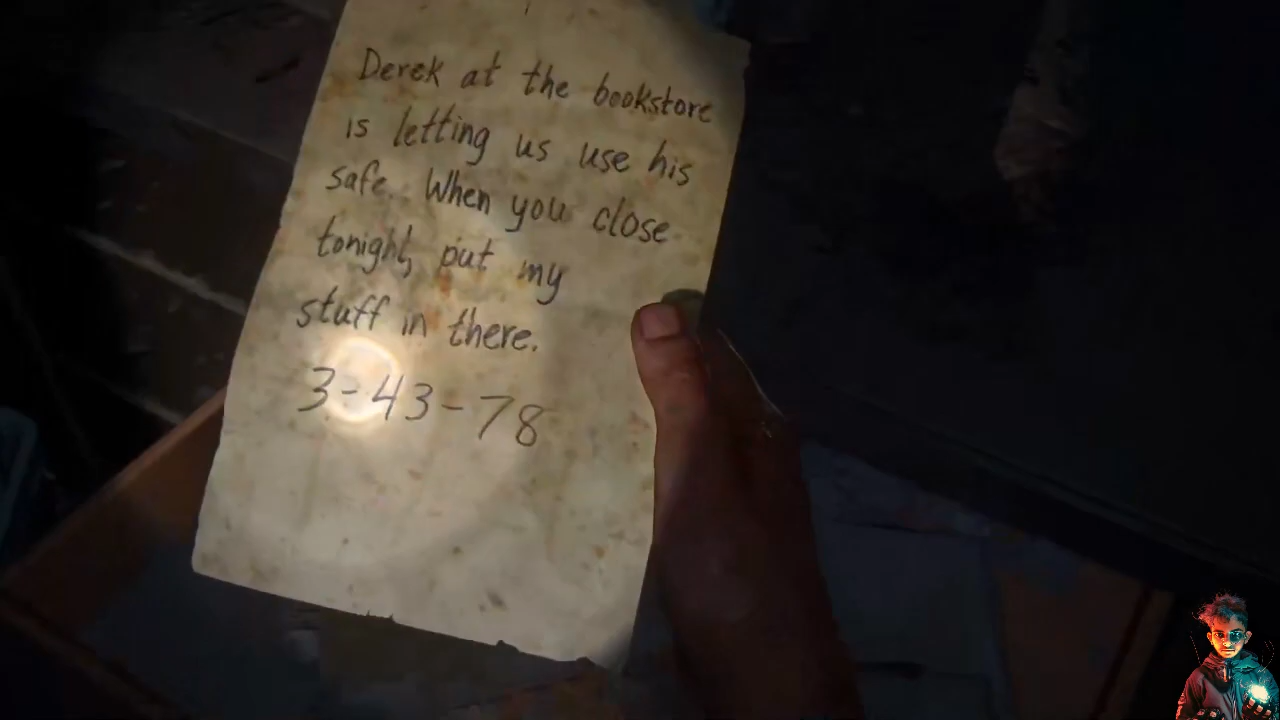 Derek at the bookstore
is letting us use his
safe. When you close
tonight, put my
stuff in there.
3-43-78